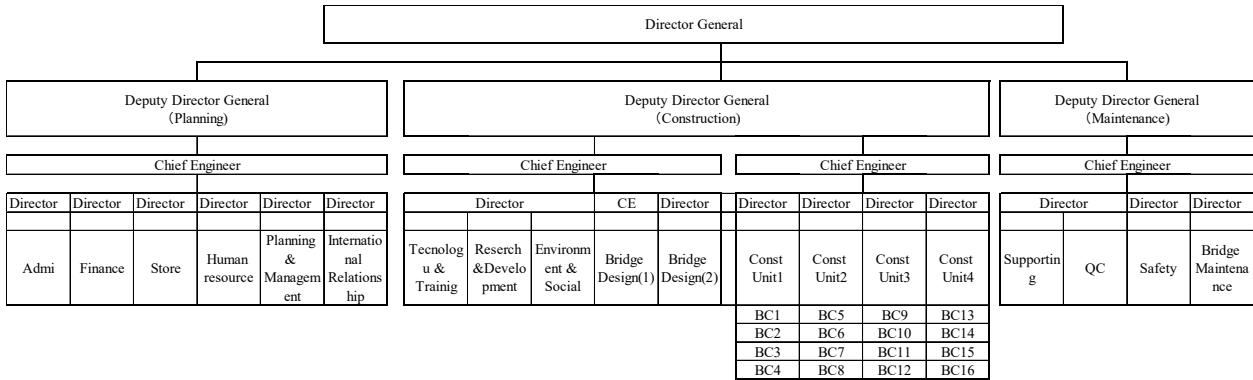 Director General
Deputy Director General
（Planning)
Deputy Director General
（Construction)
Deputy Director General
（Maintenance)
Chief Engineer
Chief Engineer
Chief Engineer
Chief Engineer
Director
Director
Director
Director
Director
Director
Director
CE
Director
Director
Director
Director
Director
Director
Director
Director
Admi
Finance
Store
Human
resource
Planning
&
Managem
ent
Internatio
nal
Relations
hip
Tecnolog
u &
Trainig
Reserch
&Develo
pment
Environm
ent &
Social
Bridge
Design(1)
Bridge
Design(2)
Const
Unit1
Const
Unit2
Const
Unit3
Const
Unit4
Supportin
g
QC
Safety
Bridge
Maintena
nce
BC1
BC5
BC9
BC13
BC2
BC6
BC10
BC14
BC3
BC7
BC11
BC15
BC4
BC8
BC12
BC16